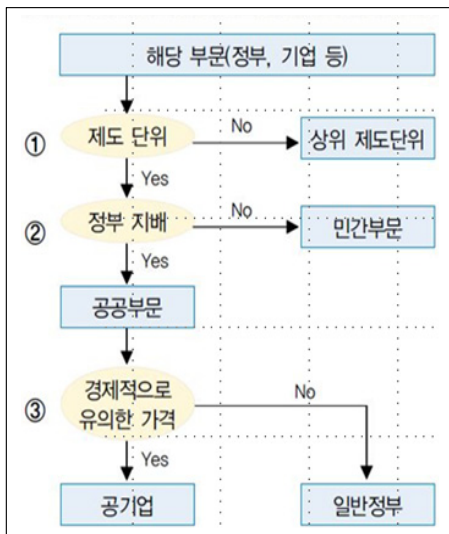 해당 부문(정부, 기업 등)
① 제도 단위 No 상위 제도단위
Yes
② 정부 지배 No 민간부문
Yes
공공부문
③ 경제적으로 No
유의한 가격
Yes
공기업 일반정부